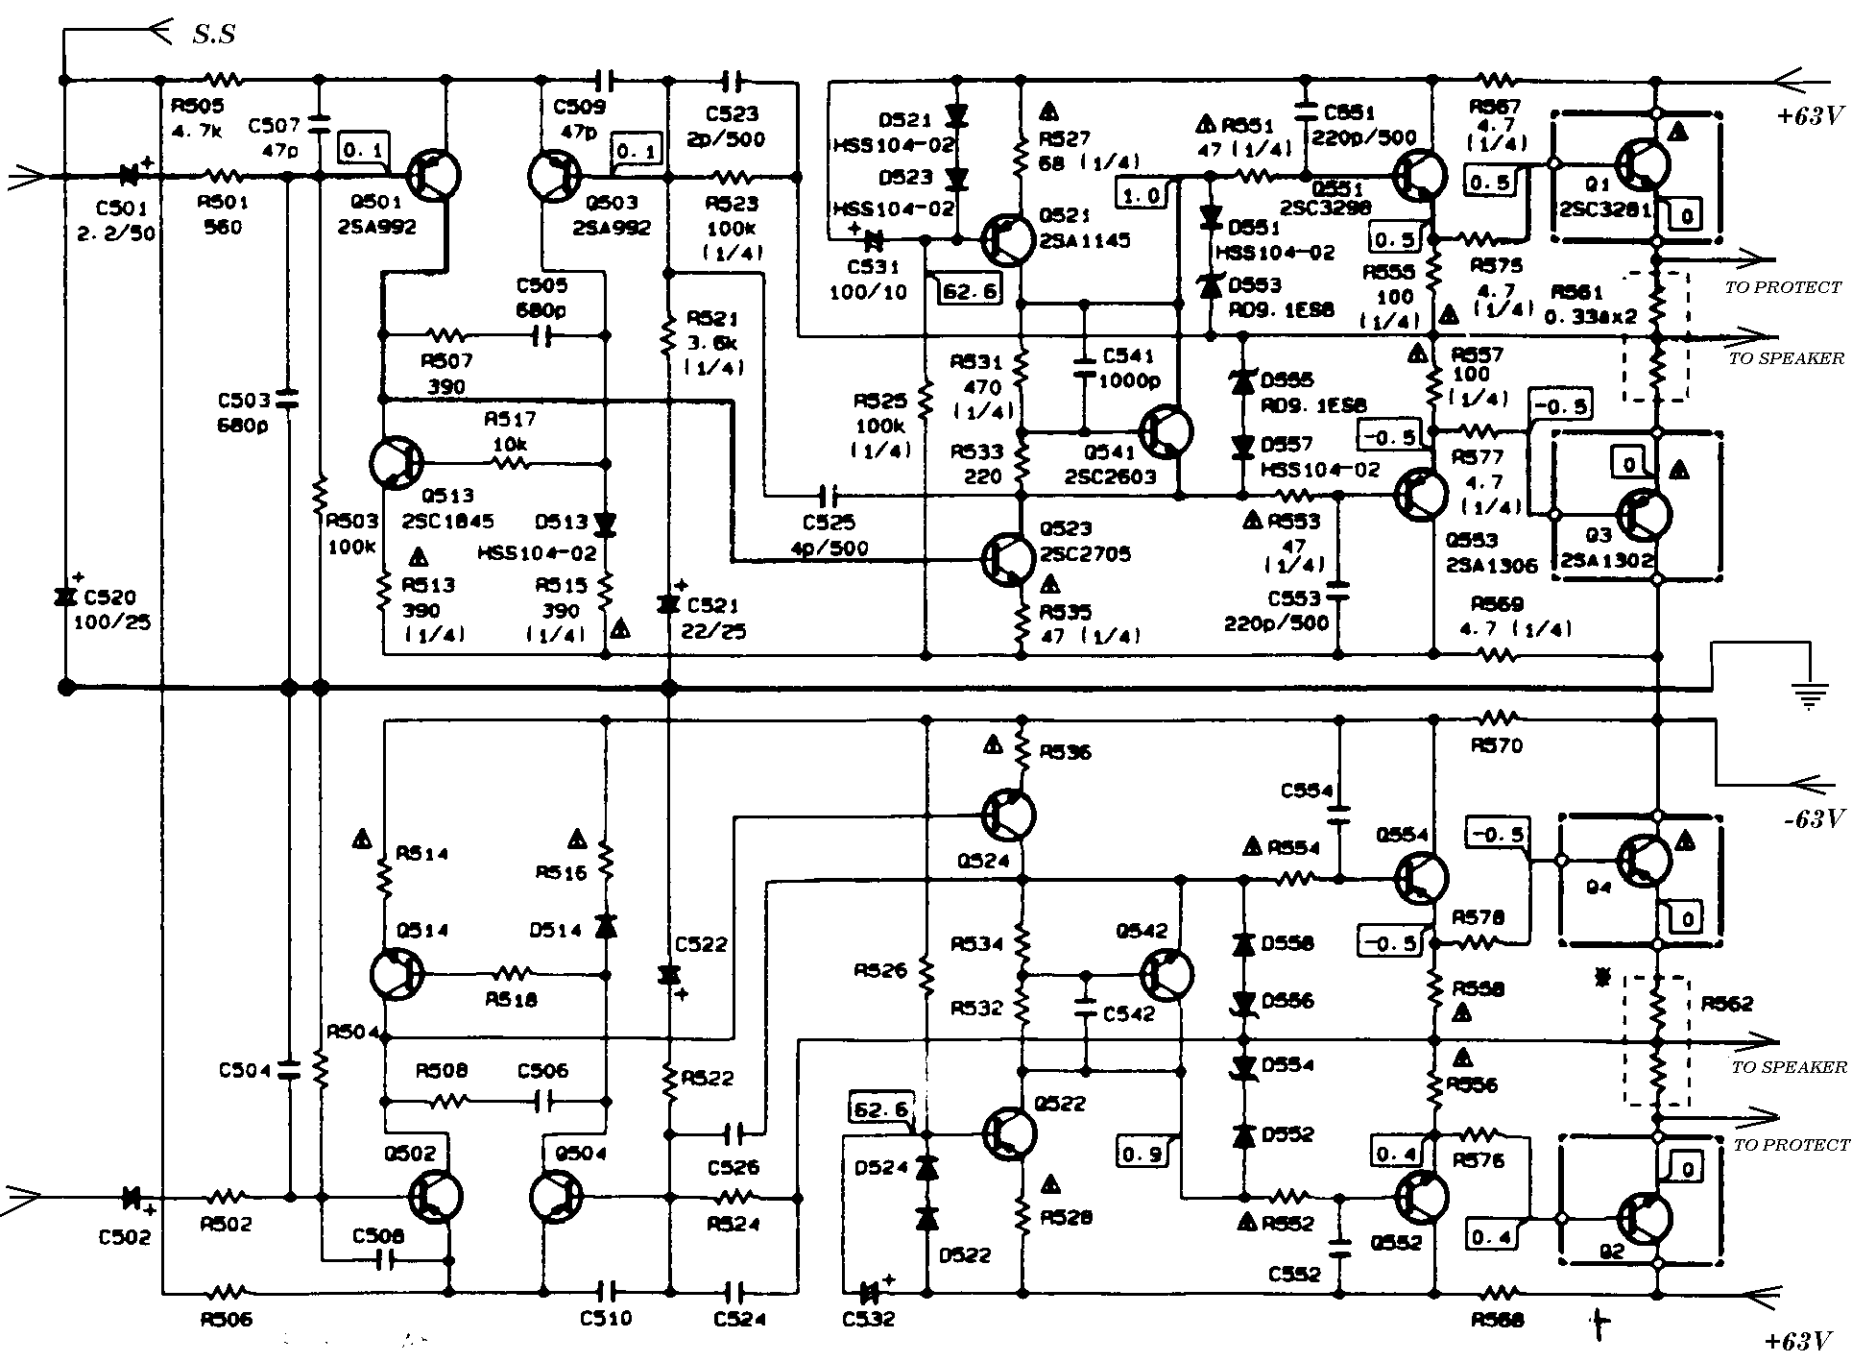 S.S
+63V
R505
4.7k
C507
47p
0.1
C509
47p
0.1
C523
2p/500
D521
HSS104-02
D523
HSS104-02
R527
68 (1/4)
R551
47 (1/4)
C551
220p/500
R567
4.7
(1/4)
C501
2.2/50
R501
560
Q501
2SA992
Q503
2SA992
R523
100k
(1/4)
C531
100/10
62.6
Q521
2SA1145
1.0
Q551
2SC3298
0.5
0.5
Q1
2SC3281
0
D551
HSS104-02
D553
RD9.1ESB
R555
100
(1/4)
R575
4.7
(1/4)
R561
0.33Ωx2
TO PROTECT
TO SPEAKER
C505
680p
R507
390
R521
3.6k
(1/4)
C503
680p
R517
10k
R525
100k
(1/4)
R531
470
(1/4)
C541
1000p
R533
220
Q541
2SC2603
D555
RD9.1ESB
D557
HSS104-02
R557
100
(1/4)
-0.5
-0.5
R577
4.7
(1/4)
0
Q513
2SC1845
D513
HSS104-02
R503
100k
C525
4p/500
Q523
2SC2705
R553
47
(1/4)
Q553
2SA1306
Q3
2SA1302
C520
100/25
R513
390
(1/4)
R515
390
(1/4)
C521
22/25
R535
47 (1/4)
C553
220p/500
R569
4.7 (1/4)
R536
R570
-63V
C554
R514
R516
Q524
R554
Q554
-0.5
Q4
0
Q514
D514
C522
R534
Q542
D558
-0.5
R578
R518
R526
R532
D556
R558
R562
C542
R504
C504
R508
C506
R522
D554
R556
TO SPEAKER
Q502
Q504
62.6
Q522
D524
0.9
D552
0.4
R576
0
TO PROTECT
C526
C502
R502
C508
R524
D522
R528
R552
C552
Q552
0.4
Q2
R506
C510
C524
C532
R568
+63V